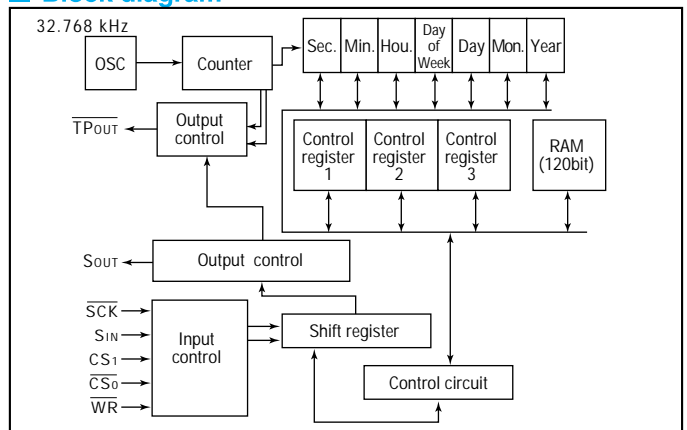 ■ Block diagram
32.768 kHz
OSC
Counter
Sec. Min. Hou. Day of Week Day Mon. Year
TPOUT
Output
control
Control
register
1
Control
register
2
Control
register
3
RAM
(120bit)
SOUT
Output control
SCK
SIN
CS1
CS0
WR
Input
control
Shift register
Control circuit